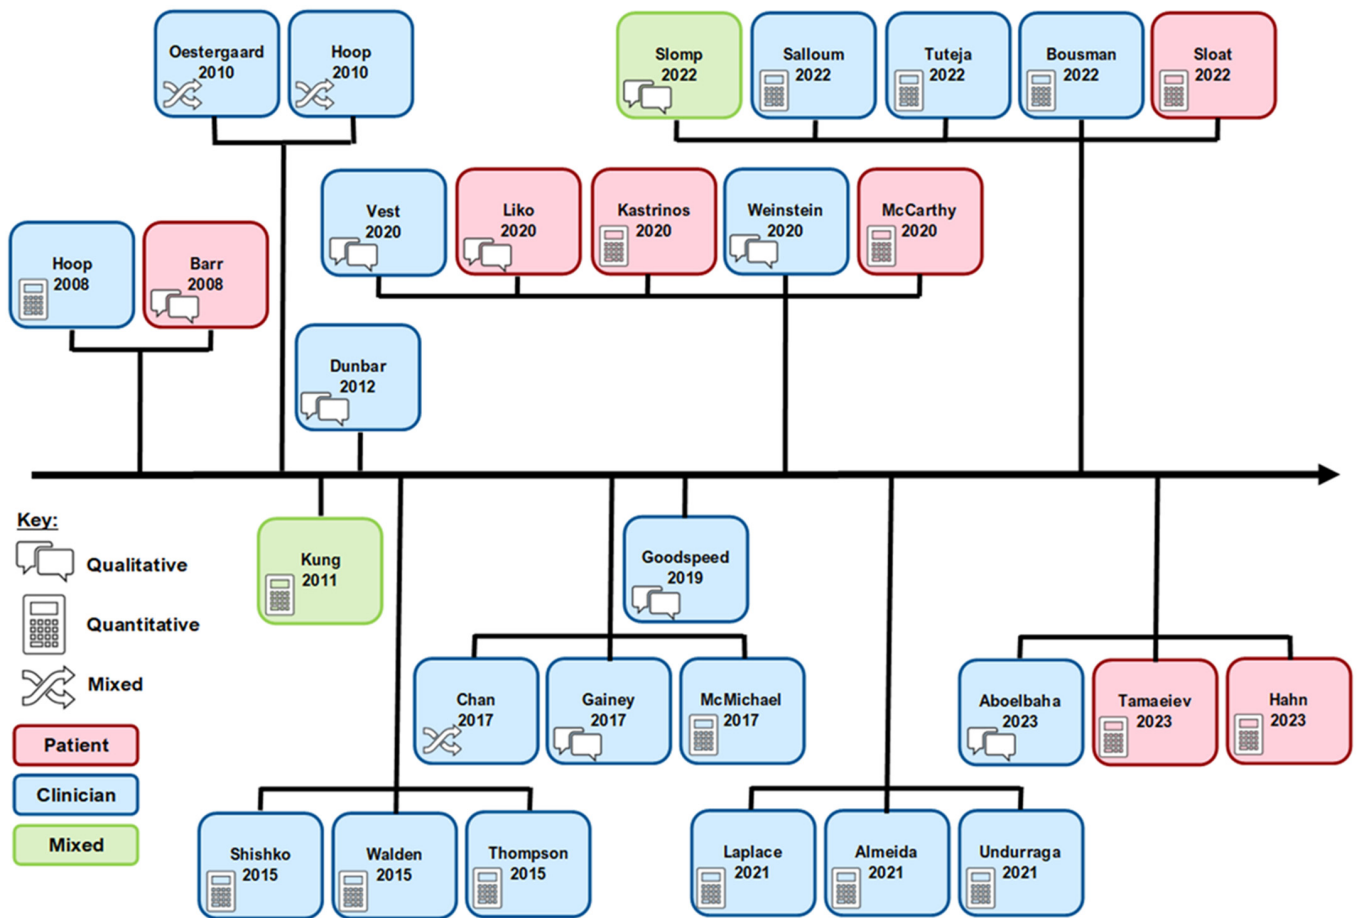 Oestergaard
2010
Hoop
2010
Slomp
2022
Salloum
2022
Tuteja
2022
Bousman
2022
Sloat
2022
Vest
2020
Liko
2020
Kastrinos
2020
Weinstein
2020
McCarthy
2020
Hoop
2008
Barr
2008
Dunbar
2012
Key:
Qualitative
Quantitative
Mixed
Patient
Clinician
Mixed
Kung
2011
Goodspeed
2019
Chan
2017
Gainey
2017
McMichael
2017
Aboelbaha
2023
Tamaeiev
2023
Hahn
2023
Shishko
2015
Walden
2015
Thompson
2015
Laplace
2021
Almeida
2021
Undurraga
2021